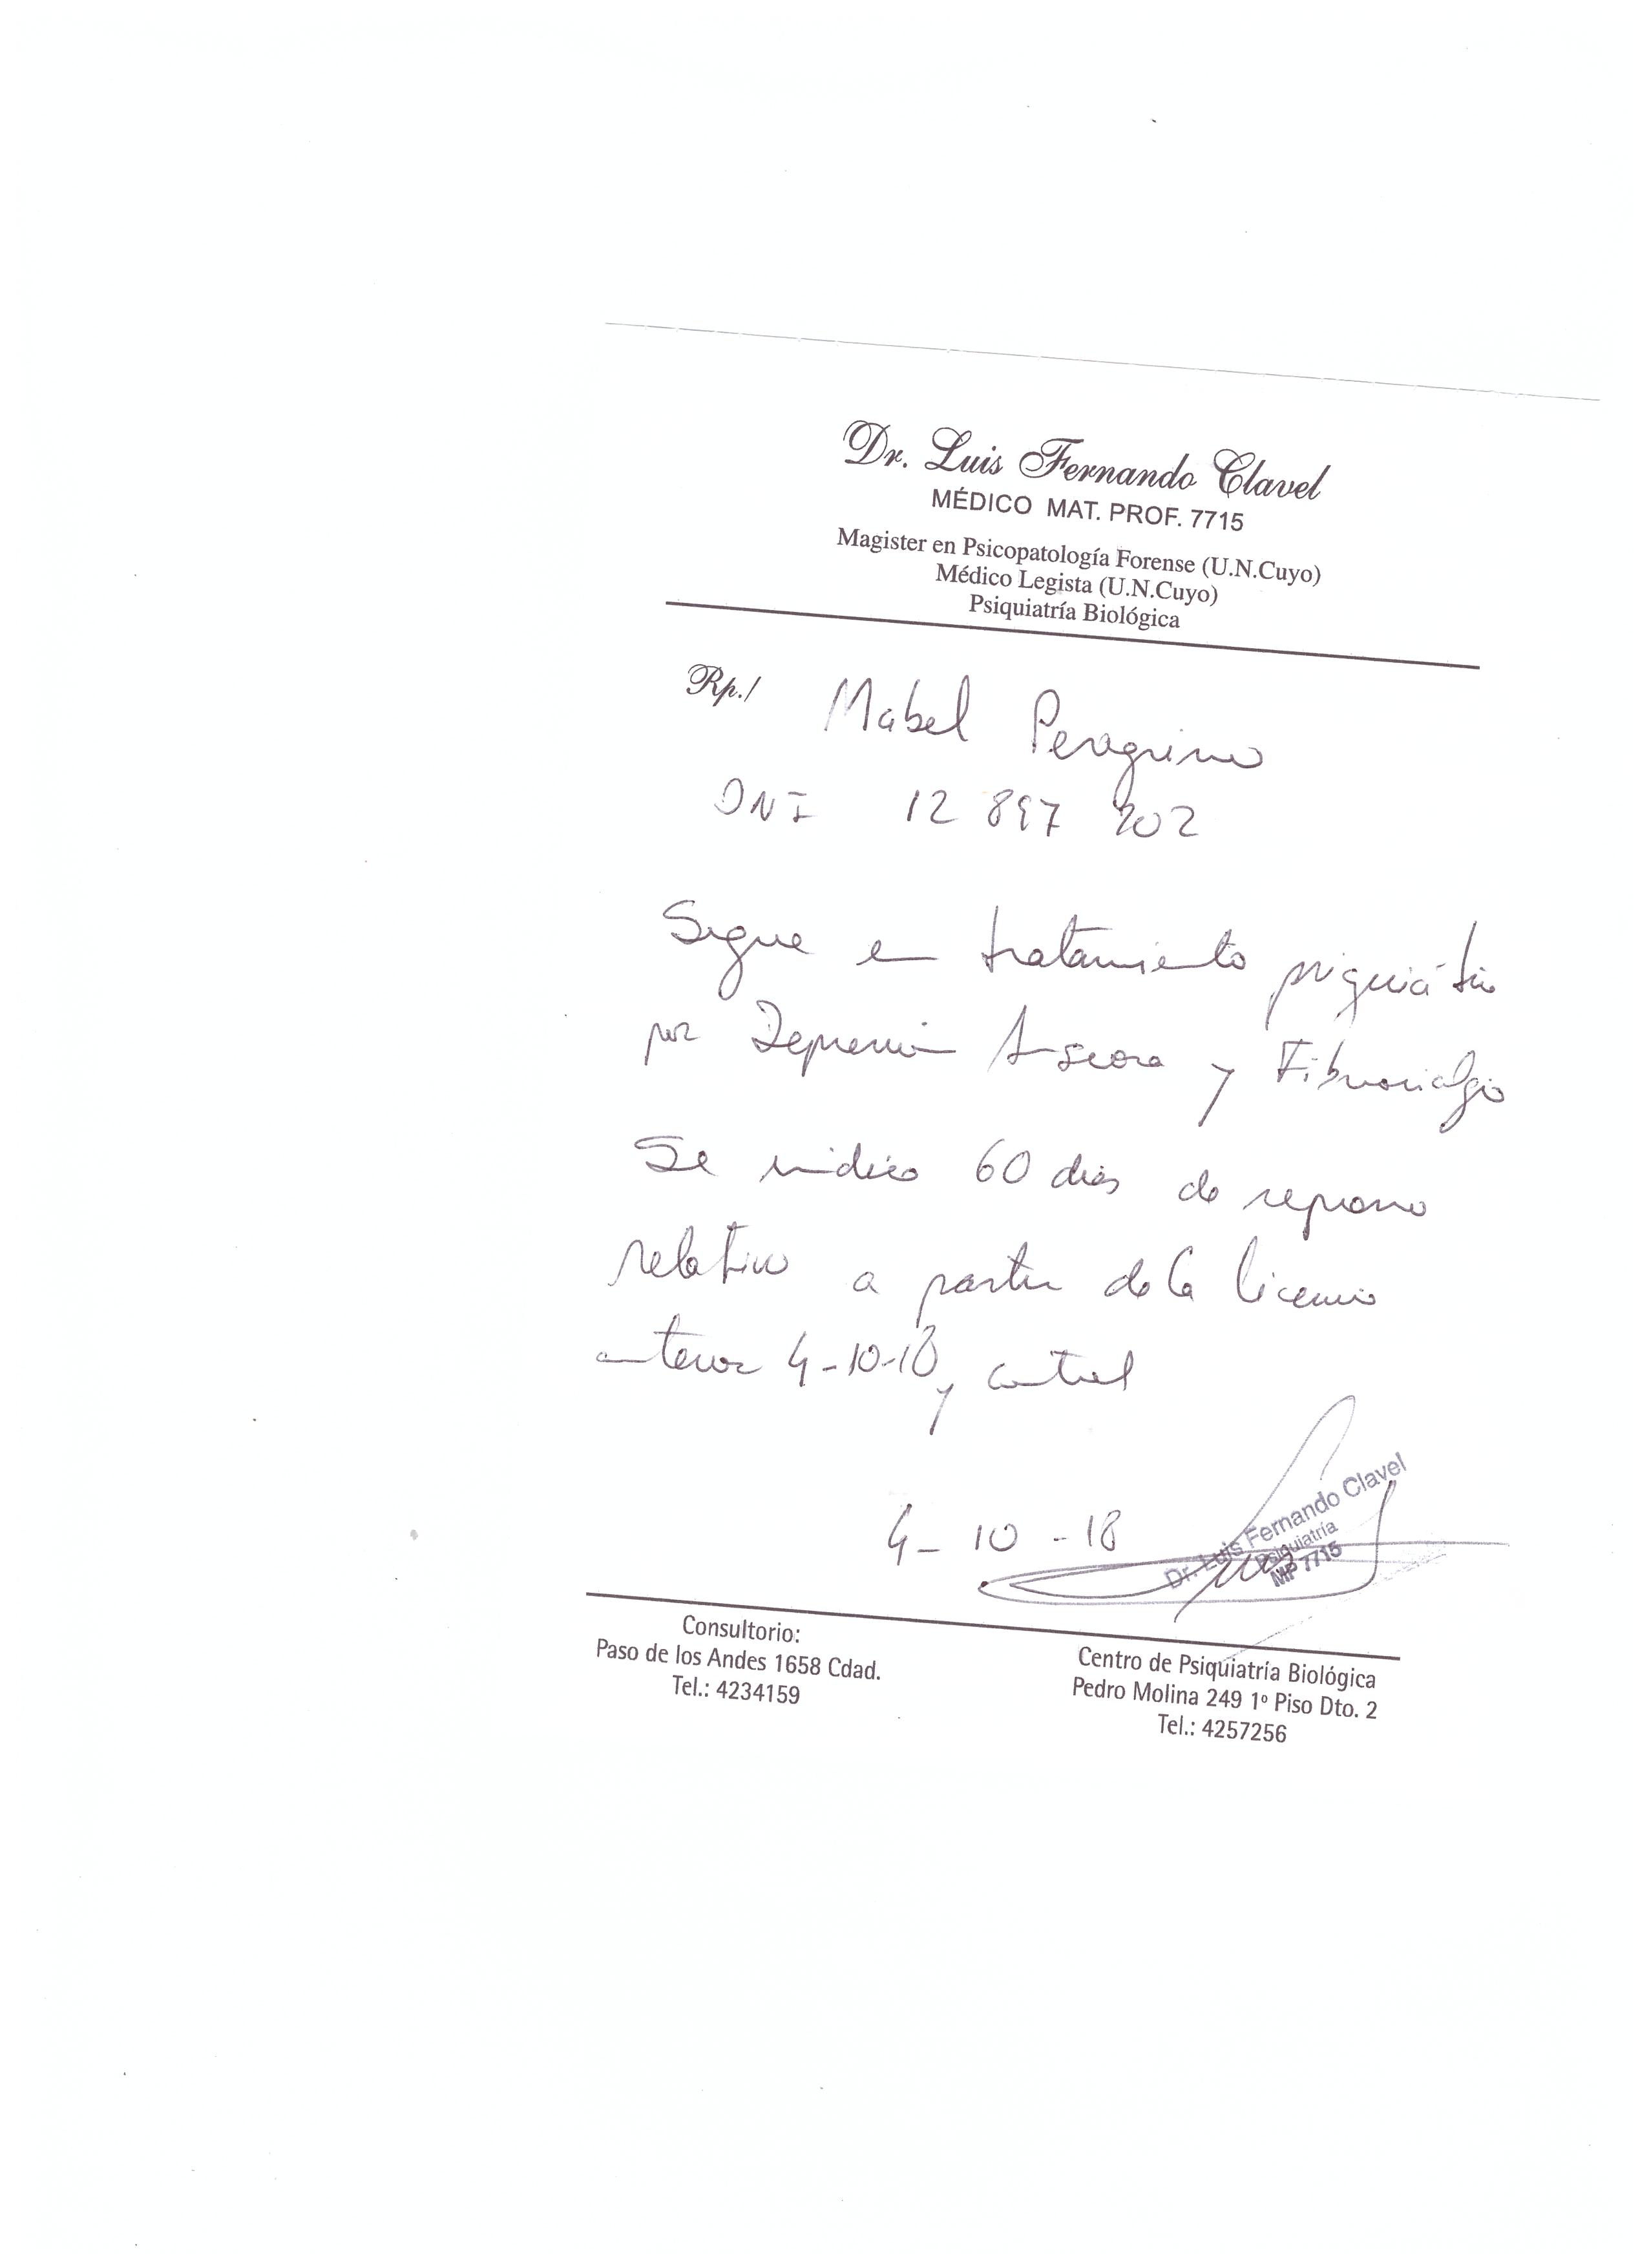 Dr. Luis Fernando Clavel
MÉDICO MAT. PROF. 7715
Magister en Psicopatología Forense (U.N.Cuyo)
Médico Legista (U.N.Cuyo)
Psiquiatría Biológica
Rp./ Mabel Peregrino
DNI 12 897 202
Sigue en tratamiento psiquiátrico
por Depresión Ansiosa y Fibromialgia
Se indica 60 días de reposo
relativo a partir de la licencia
anterior 4-10-18 y control
4-10-18
Dr. Luis Fernando Clavel
Psiquiatría
MP 7715
Consultorio:
Paso de los Andes 1658 Cdad.
Tel.: 4234159
Centro de Psiquiatría Biológica
Pedro Molina 249 1º Piso Dto. 2
Tel.: 4257256